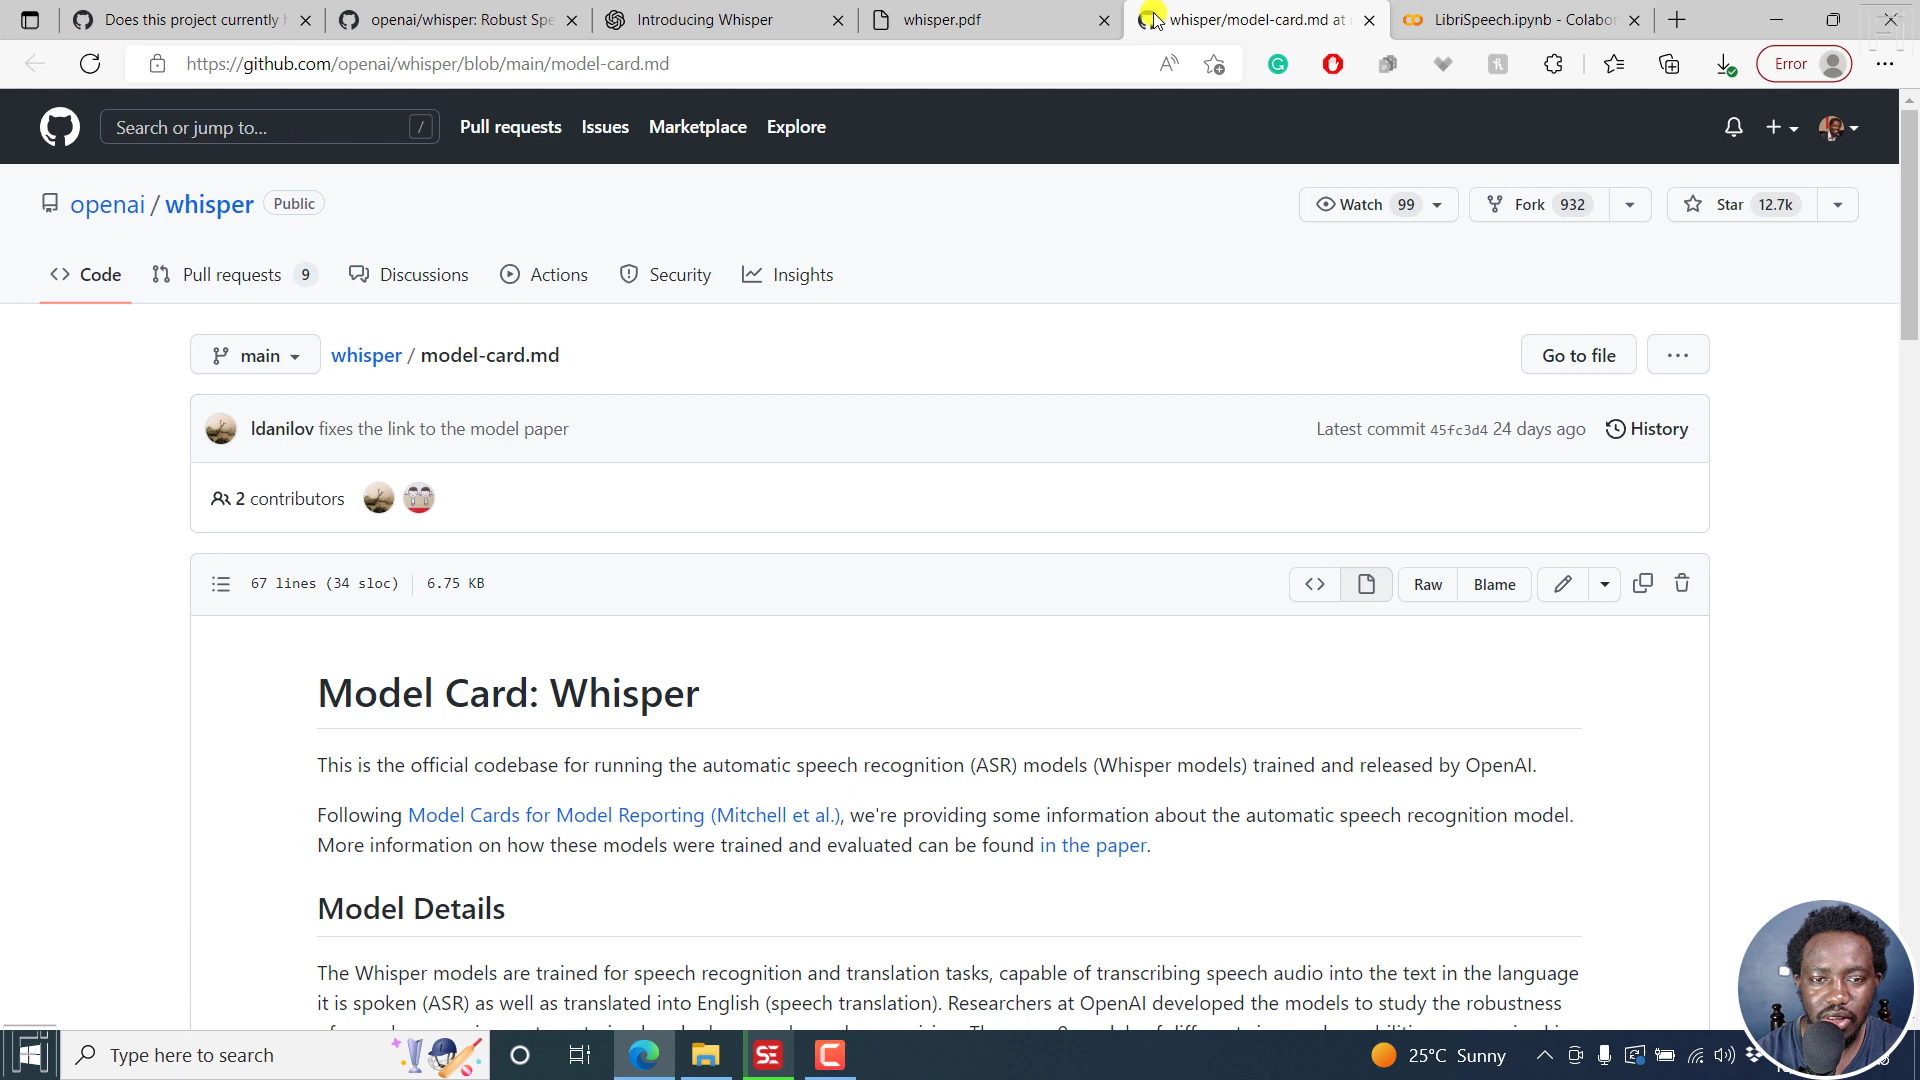 Does this project currently
openai/whisper: Robust Spe
Introducing Whisper
whisper.pdf
whisper/model-card.md at
LibriSpeech.ipynb - Colabor
https://github.com/openai/whisper/blob/main/model-card.md
Error
Search or jump to...
/
Pull requests
Issues
Marketplace
Explore
openai / whisper
Public
Watch 99
Fork 932
Star 12.7k
Code
Pull requests 9
Discussions
Actions
Security
Insights
main
whisper / model-card.md
Go to file
ldanilov fixes the link to the model paper
Latest commit 45fc3d4 24 days ago
History
2 contributors
67 lines (34 sloc)
6.75 KB
Raw
Blame
Model Card: Whisper
This is the official codebase for running the automatic speech recognition (ASR) models (Whisper models) trained and released by OpenAI.
Following Model Cards for Model Reporting (Mitchell et al.), we're providing some information about the automatic speech recognition model.
More information on how these models were trained and evaluated can be found in the paper.
Model Details
The Whisper models are trained for speech recognition and translation tasks, capable of transcribing speech audio into the text in the language
it is spoken (ASR) as well as translated into English (speech translation). Researchers at OpenAI developed the models to study the robustness
Type here to search
25°C Sunny